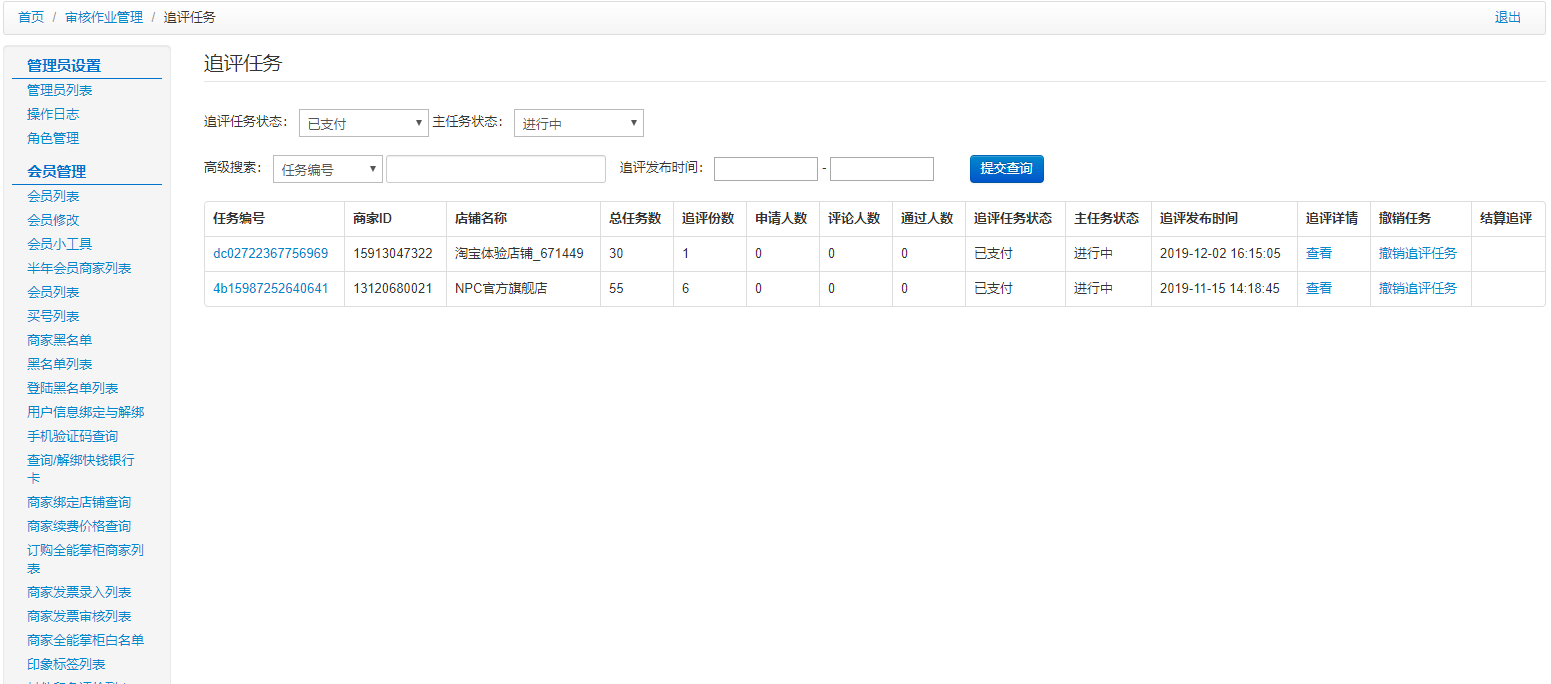 首页 / 审核作业管理 / 追评任务
退出
管理员设置
管理员列表
操作日志
角色管理
会员管理
会员列表
会员修改
会员小工具
半年会员商家列表
会员列表
买号列表
商家黑名单
黑名单列表
登陆黑名单列表
用户信息绑定与解绑
手机验证码查询
查询/解绑快钱银行
卡
商家绑定店铺查询
商家续费价格查询
订购全能掌柜商家列
表
商家发票录入列表
商家发票审核列表
商家全能掌柜白名单
印象标签列表
追评任务
追评任务状态: 已支付 主任务状态: 进行中
高级搜索: 任务编号 追评发布时间: - 提交查询
任务编号 商家ID 店铺名称 总任务数 追评份数 申请人数 评论人数 通过人数 追评任务状态 主任务状态 追评发布时间 追评详情 撤销任务 结算追评
dc02722367756969 15913047322 淘宝体验店铺_671449 30 1 0 0 0 已支付 进行中 2019-12-02 16:15:05 查看 撤销追评任务
4b15987252640641 13120680021 NPC官方旗舰店 55 6 0 0 0 已支付 进行中 2019-11-15 14:18:45 查看 撤销追评任务